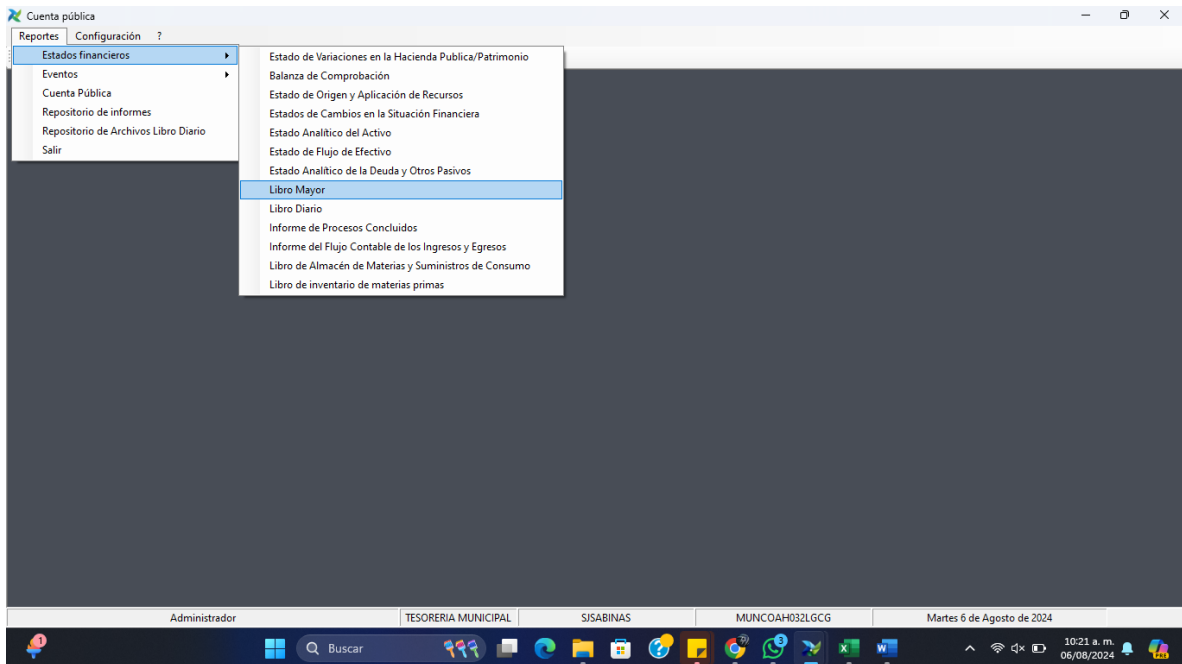 Cuenta pública
Reportes Configuración ?
Estados financieros
Eventos
Cuenta Pública
Repositorio de informes
Repositorio de Archivos Libro Diario
Salir
Estado de Variaciones en la Hacienda Publica/Patrimonio
Balanza de Comprobación
Estado de Origen y Aplicación de Recursos
Estados de Cambios en la Situación Financiera
Estado Analítico del Activo
Estado de Flujo de Efectivo
Estado Analítico de la Deuda y Otros Pasivos
Libro Mayor
Libro Diario
Informe de Procesos Concluidos
Informe del Flujo Contable de los Ingresos y Egresos
Libro de Almacén de Materias y Suministros de Consumo
Libro de inventario de materias primas
Administrador TESORERIA MUNICIPAL SJSABINAS MUNCOAH032LGCG Martes 6 de Agosto de 2024
1
Buscar
3
10:21 a. m.
06/08/2024
PRE